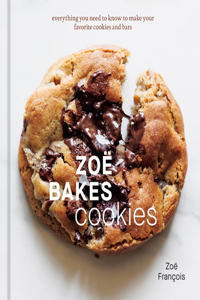 everything you need to know to make your
favorite cookies and bars
ZOË
BAKES
cookies
Zoë
François